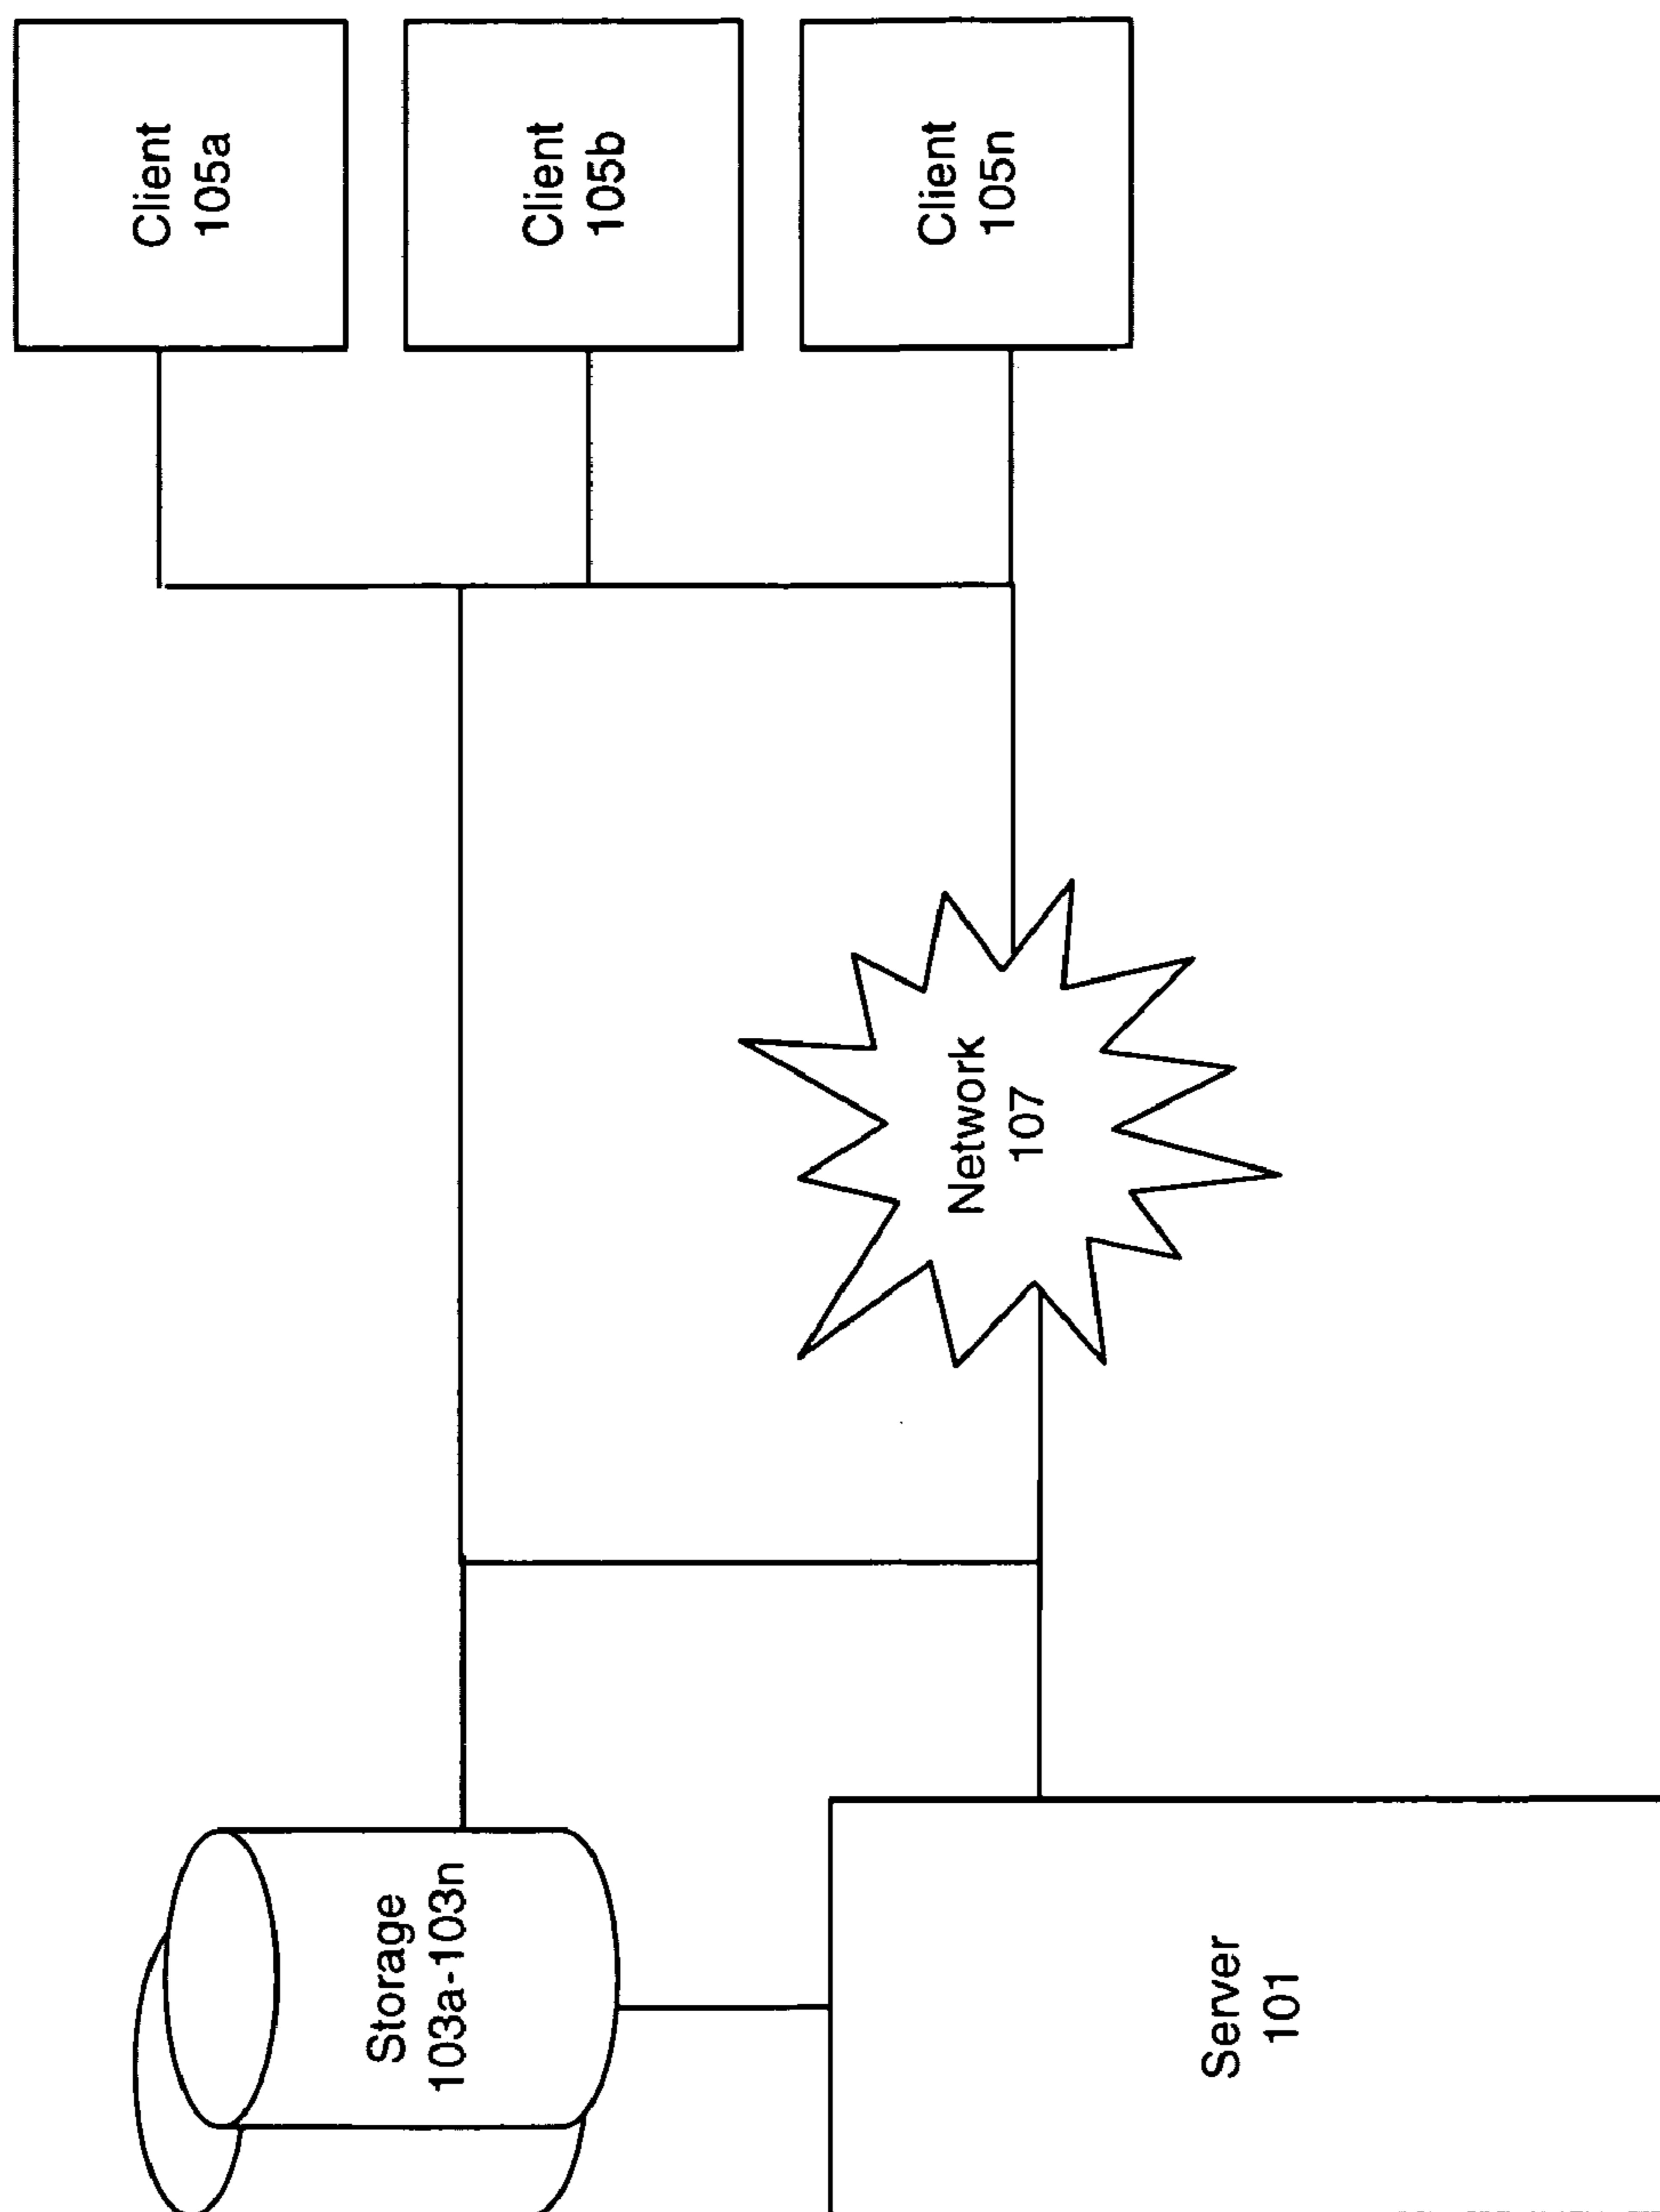 Storage
103a-103n
Server
101
Network
107
Client
105a
Client
105b
Client
105n